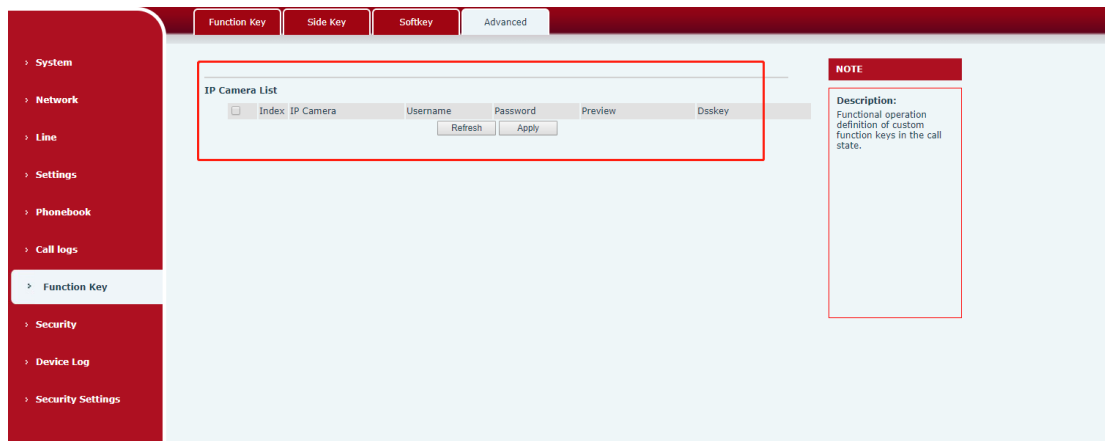 Function Key Side Key Softkey Advanced
› System
› Network
› Line
› Settings
› Phonebook
› Call logs
› Function Key
› Security
› Device Log
› Security Settings
IP Camera List
Index IP Camera Username Password Preview Dsskey
Refresh Apply
NOTE
Description:
Functional operation
definition of custom
function keys in the call
state.